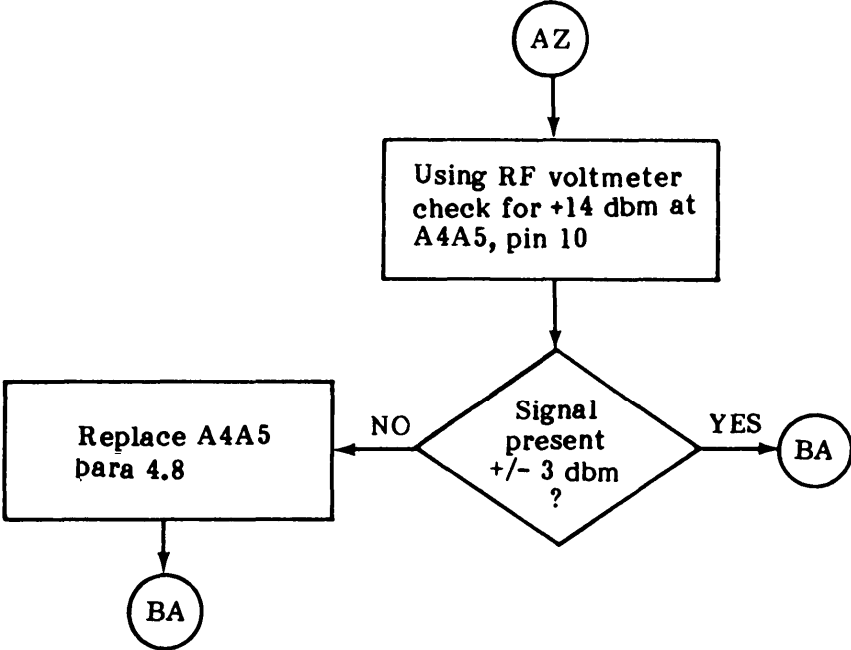 AZ
Using RF voltmeter
check for +14 dbm at
A4A5, pin 10
Signal
present
+/- 3 dbm
?
NO
YES
BA
Replace A4A5
para 4.8
BA